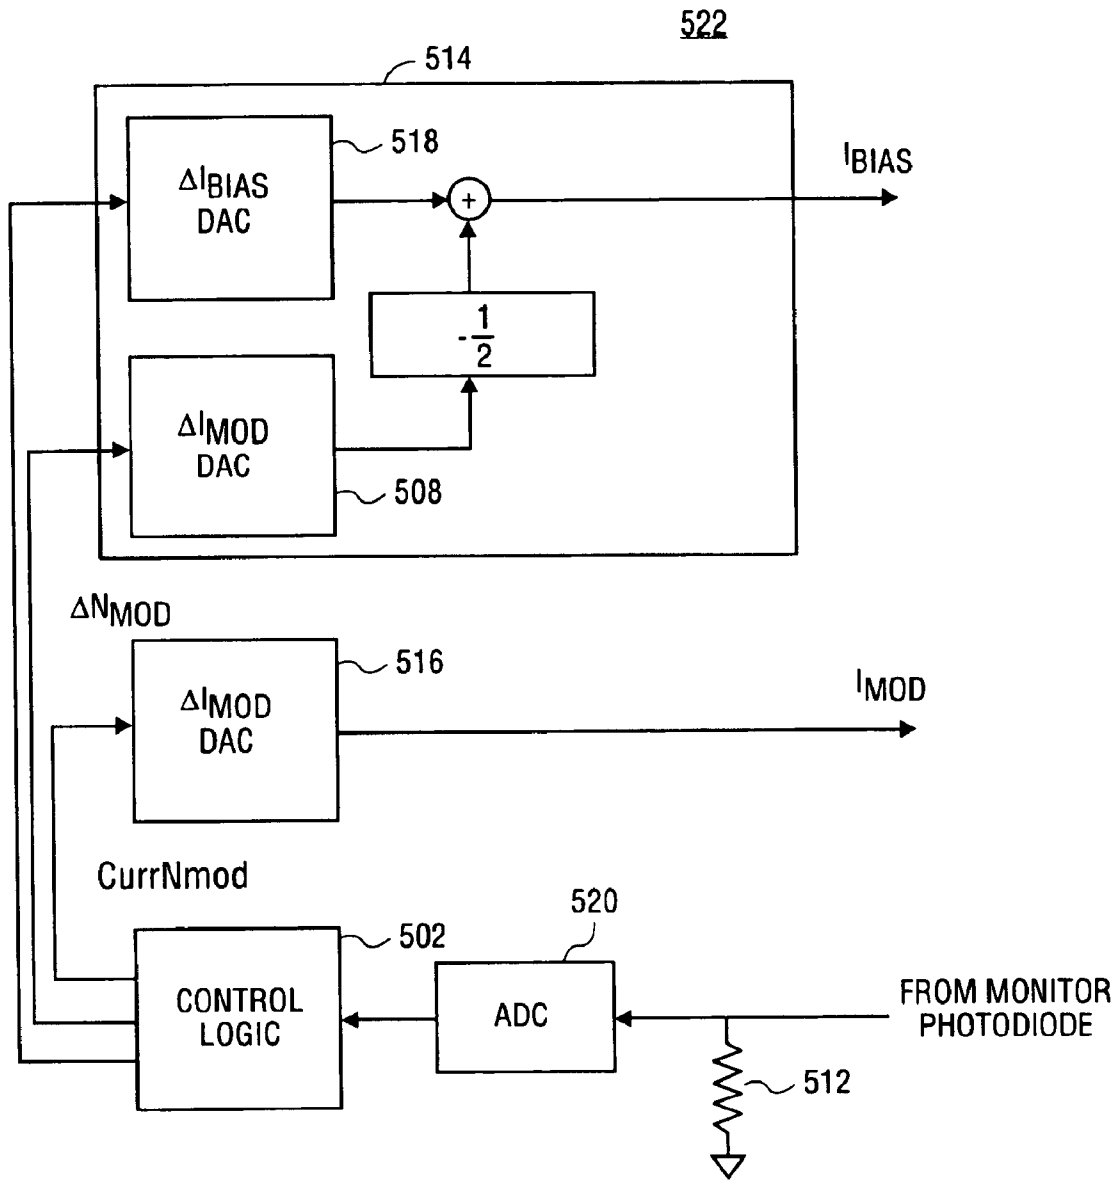 522
514
518
ΔIBIAS
DAC
IBIAS
+
- 1
2
ΔIMOD
DAC
508
ΔNMOD
516
ΔIMOD
DAC
IMOD
CurrNmod
520
502
CONTROL
LOGIC
ADC
FROM MONITOR
PHOTODIODE
512